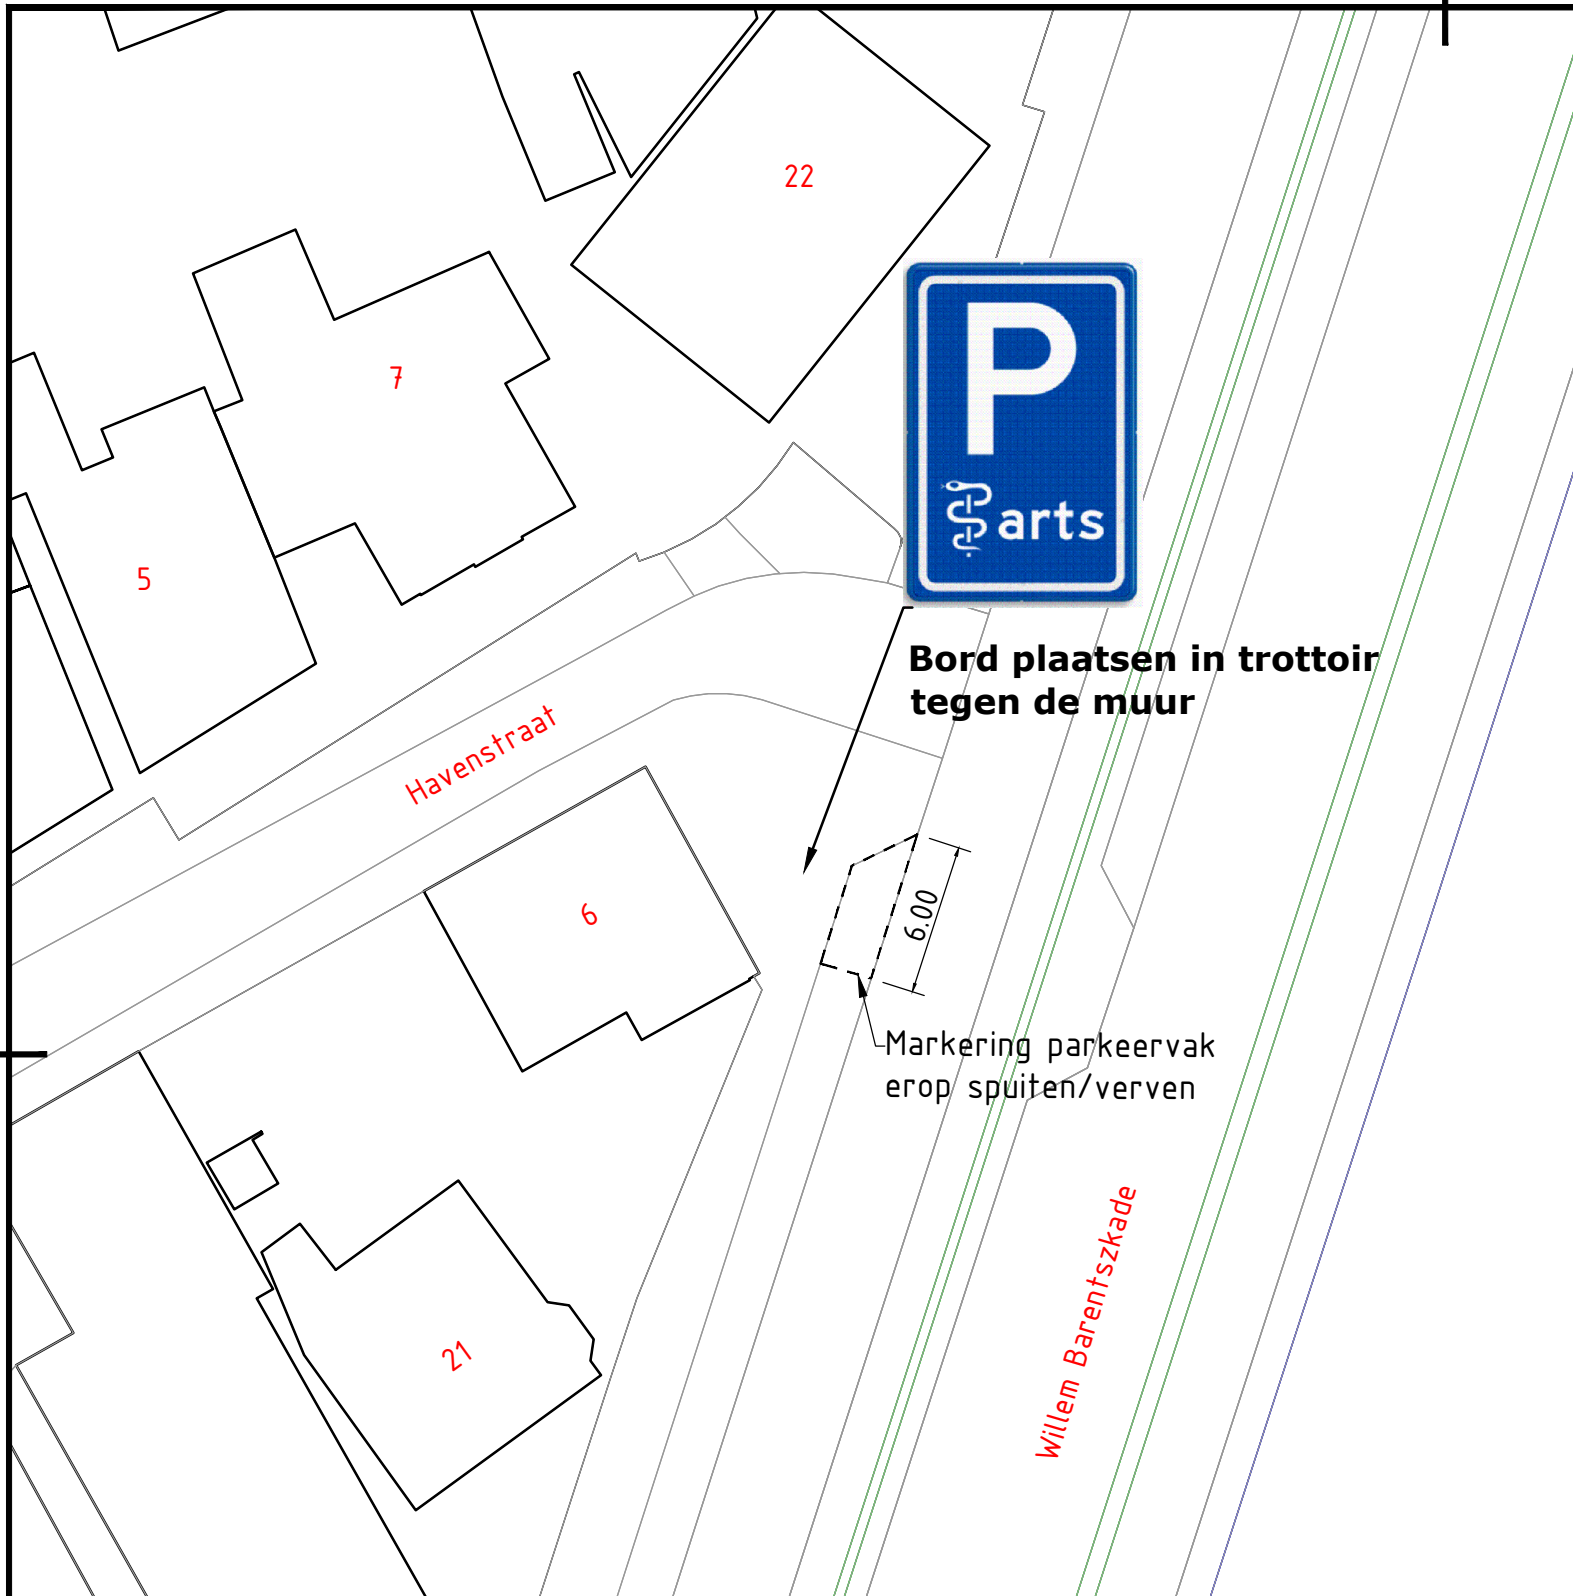 22
7
P
arts
5
Bord plaatsen in trottoir
tegen de muur
Havenstraat
6
6.00
Markering parkeervak
erop spuiten/verven
Willem Barentszkade
21